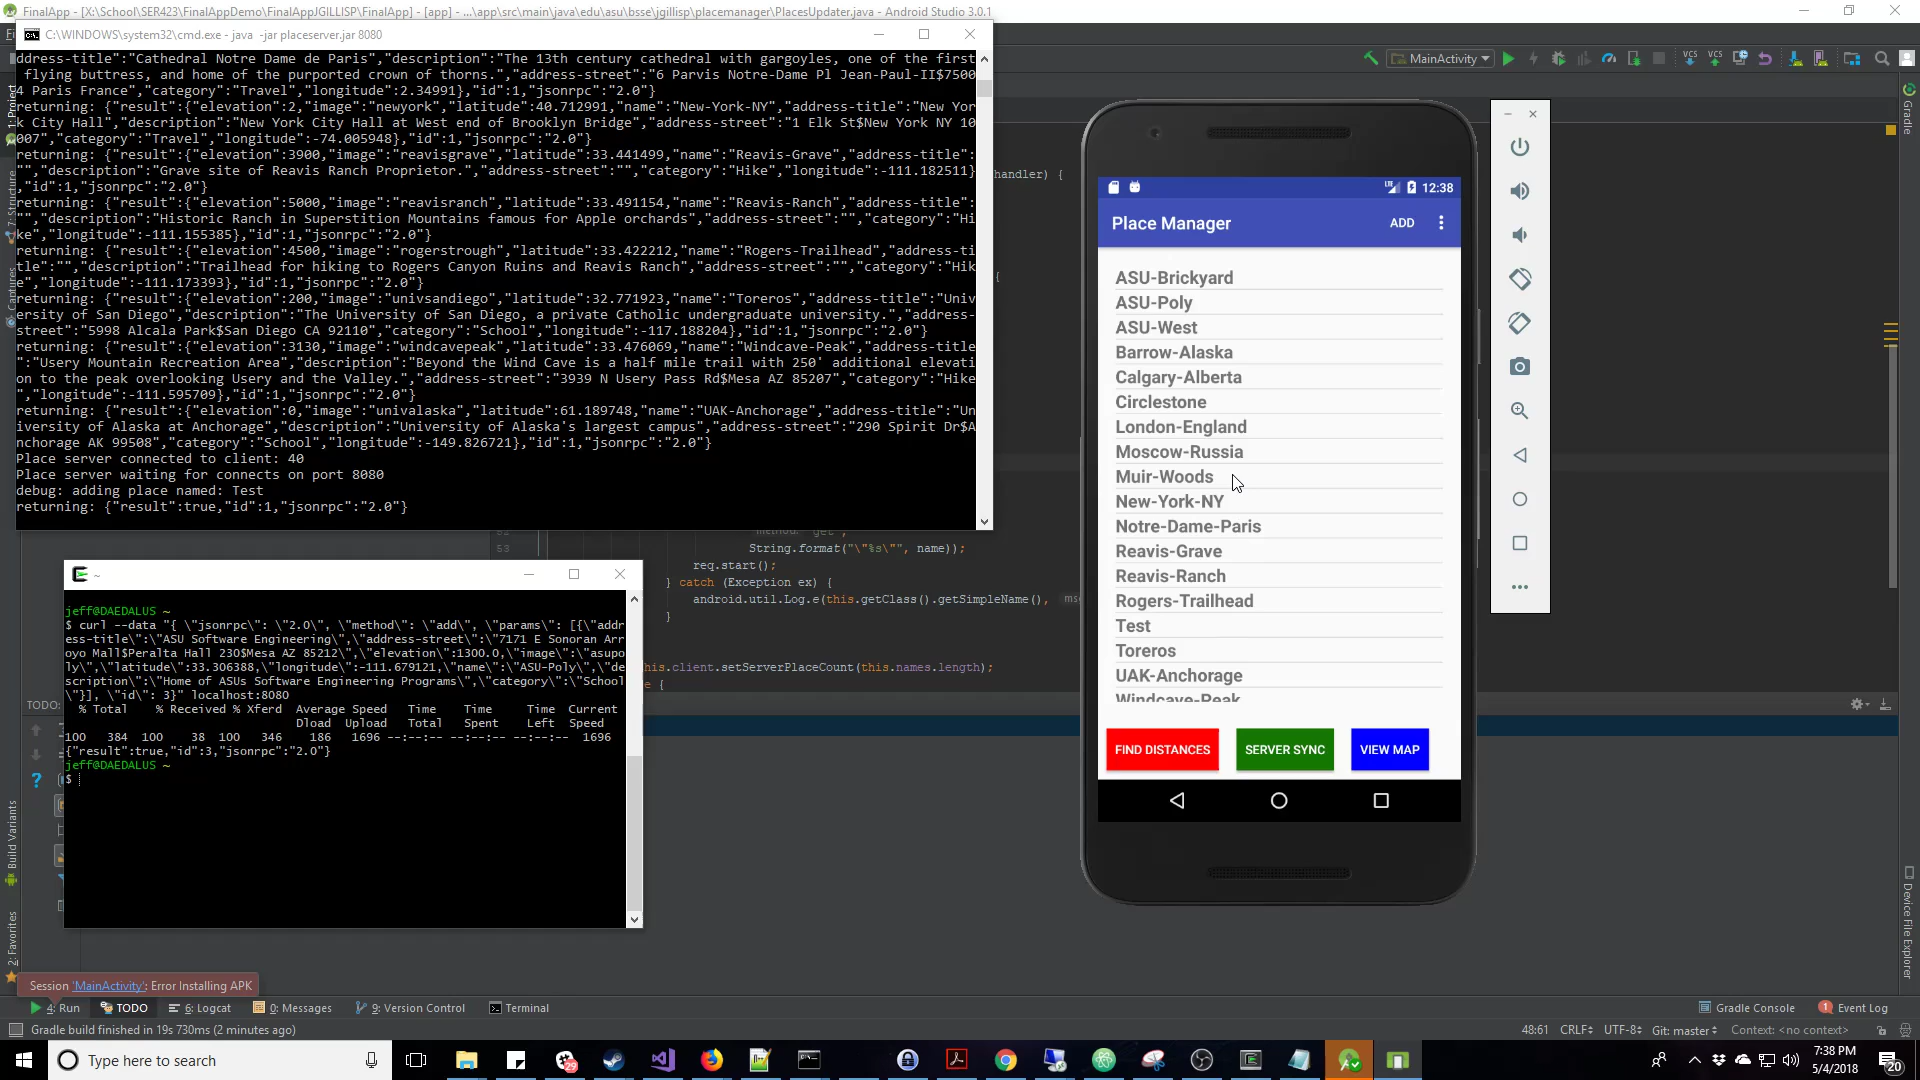 FinalApp - [X:\School\SER423\FinalAppDemo\FinalAppJGILLISP\FinalApp] - [app] - ...\app\src\main\java\edu\asu\bsse\jgillisp\placemanager\PlacesUpdater.java - Android Studio 3.0.1
C:\WINDOWS\system32\cmd.exe - java -jar placeserver.jar 8080
MainActivity
ddress-title":"Cathedral Notre Dame de Paris","description":"The 13th century cathedral with gargoyles, one of the first
flying buttress, and home of the purported crown of thorns.","address-street":"6 Parvis Notre-Dame Pl Jean-Paul-II$7500
4 Paris France","category":"Travel","longitude":2.34991},"id":1,"jsonrpc":"2.0"}
returning: {"result":{"elevation":2,"image":"newyork","latitude":40.712991,"name":"New-York-NY","address-title":"New Yor
k City Hall","description":"New York City Hall at West end of Brooklyn Bridge","address-street":"1 Elk St$New York NY 10
007","category":"Travel","longitude":-74.005948},"id":1,"jsonrpc":"2.0"}
returning: {"result":{"elevation":3900,"image":"reavisgrave","latitude":33.441499,"name":"Reavis-Grave","address-title":
"","description":"Grave site of Reavis Ranch Proprietor.","address-street":"","category":"Hike","longitude":-111.182511}
,"id":1,"jsonrpc":"2.0"}
returning: {"result":{"elevation":5000,"image":"reavisranch","latitude":33.491154,"name":"Reavis-Ranch","address-title":
"","description":"Historic Ranch in Superstition Mountains famous for Apple orchards","address-street":"","category":"Hi
ke","longitude":-111.155385},"id":1,"jsonrpc":"2.0"}
returning: {"result":{"elevation":4500,"image":"rogerstrough","latitude":33.422212,"name":"Rogers-Trailhead","address-ti
tle":"","description":"Trailhead for hiking to Rogers Canyon Ruins and Reavis Ranch","address-street":"","category":"Hik
e","longitude":-111.173393},"id":1,"jsonrpc":"2.0"}
returning: {"result":{"elevation":200,"image":"univsandiego","latitude":32.771923,"name":"Toreros","address-title":"Univ
ersity of San Diego","description":"The University of San Diego, a private Catholic undergraduate university.","address-
street":"5998 Alcala Park$San Diego CA 92110","category":"School","longitude":-117.188204},"id":1,"jsonrpc":"2.0"}
returning: {"result":{"elevation":3130,"image":"windcavepeak","latitude":33.476069,"name":"Windcave-Peak","address-title
":"Usery Mountain Recreation Area","description":"Beyond the Wind Cave is a half mile trail with 250' additional elevati
on to the peak overlooking Usery and the Valley.","address-street":"3939 N Usery Pass Rd$Mesa AZ 85207","category":"Hike
","longitude":-111.595709},"id":1,"jsonrpc":"2.0"}
returning: {"result":{"elevation":0,"image":"univalaska","latitude":61.189748,"name":"UAK-Anchorage","address-title":"Un
iversity of Alaska at Anchorage","description":"University of Alaska's largest campus","address-street":"290 Spirit Dr$A
nchorage AK 99508","category":"School","longitude":-149.826721},"id":1,"jsonrpc":"2.0"}
Place server connected to client: 40
Place server waiting for connects on port 8080
debug: adding place named: Test
returning: {"result":true,"id":1,"jsonrpc":"2.0"}
handler) {
{
53
String.format("\"%s\"", name));
req.start();
} catch (Exception ex) {
android.util.Log.e(this.getClass().getSimpleName(),
}
his.client.setServerPlaceCount(this.names.length);
e {
~
jeff@DAEDALUS ~
$ curl --data "{ \"jsonrpc\": \"2.0\", \"method\": \"add\", \"params\": [{\"addr
ess-title\":\"ASU Software Engineering\",\"address-street\":\"7171 E Sonoran Arr
oyo Mall$Peralta Hall 230$Mesa AZ 85212\",\"elevation\":1300.0,\"image\":\"asupo
ly\",\"latitude\":33.306388,\"longitude\":-111.679121,\"name\":\"ASU-Poly\",\"de
scription\":\"Home of ASUs Software Engineering Programs\",\"category\":\"School
\"}], \"id\": 3}" localhost:8080
% Total % Received % Xferd Average Speed Time Time Time Current
Dload Upload Total Spent Left Speed
100 384 100 38 100 346 186 1696 --:--:-- --:--:-- --:--:-- 1696
{"result":true,"id":3,"jsonrpc":"2.0"}
jeff@DAEDALUS ~
$
12:38
Place Manager
ADD
ASU-Brickyard
ASU-Poly
ASU-West
Barrow-Alaska
Calgary-Alberta
Circlestone
London-England
Moscow-Russia
Muir-Woods
New-York-NY
Notre-Dame-Paris
Reavis-Grave
Reavis-Ranch
Rogers-Trailhead
Test
Toreros
UAK-Anchorage
Windcave-Peak
FIND DISTANCES
SERVER SYNC
VIEW MAP
1: Project
Captures
Build Variants
2: Favorites
Gradle
Device File Explorer
TODO:
Session 'MainActivity': Error Installing APK
4: Run
TODO
6: Logcat
0: Messages
9: Version Control
Terminal
Gradle Console
1 Event Log
Gradle build finished in 19s 730ms (2 minutes ago)
48:61 CRLF UTF-8 Git: master Context: <no context>
Type here to search
29
7:38 PM
5/4/2018
20